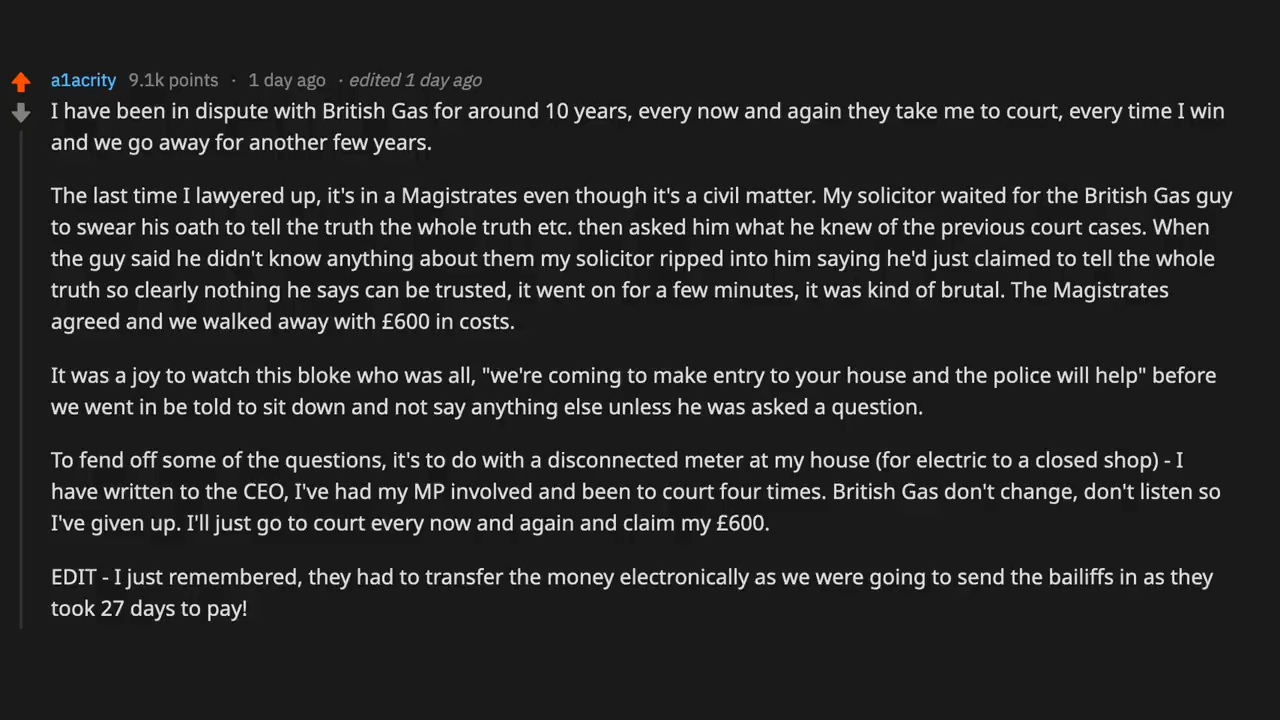 a1acrity 9.1k points · 1 day ago · edited 1 day ago
I have been in dispute with British Gas for around 10 years, every now and again they take me to court, every time I win
and we go away for another few years.
The last time I lawyered up, it's in a Magistrates even though it's a civil matter. My solicitor waited for the British Gas guy
to swear his oath to tell the truth the whole truth etc. then asked him what he knew of the previous court cases. When
the guy said he didn't know anything about them my solicitor ripped into him saying he'd just claimed to tell the whole
truth so clearly nothing he says can be trusted, it went on for a few minutes, it was kind of brutal. The Magistrates
agreed and we walked away with £600 in costs.
It was a joy to watch this bloke who was all, "we're coming to make entry to your house and the police will help" before
we went in be told to sit down and not say anything else unless he was asked a question.
To fend off some of the questions, it's to do with a disconnected meter at my house (for electric to a closed shop) - I
have written to the CEO, I've had my MP involved and been to court four times. British Gas don't change, don't listen so
I've given up. I'll just go to court every now and again and claim my £600.
EDIT - I just remembered, they had to transfer the money electronically as we were going to send the bailiffs in as they
took 27 days to pay!